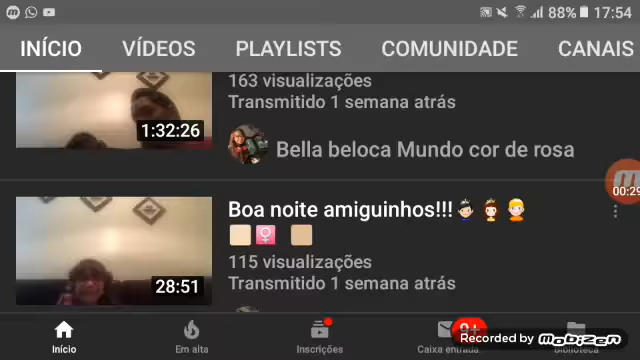 88% 17:54
INÍCIO VÍDEOS PLAYLISTS COMUNIDADE CANAIS
163 visualizações
Transmitido 1 semana atrás
1:32:26
Bella beloca Mundo cor de rosa
00:29
Boa noite amiguinhos!!!
115 visualizações
28:51
Transmitido 1 semana atrás
9+
Recorded by Mobizen
Início Em alta Inscrições Caixa entrada Biblioteca